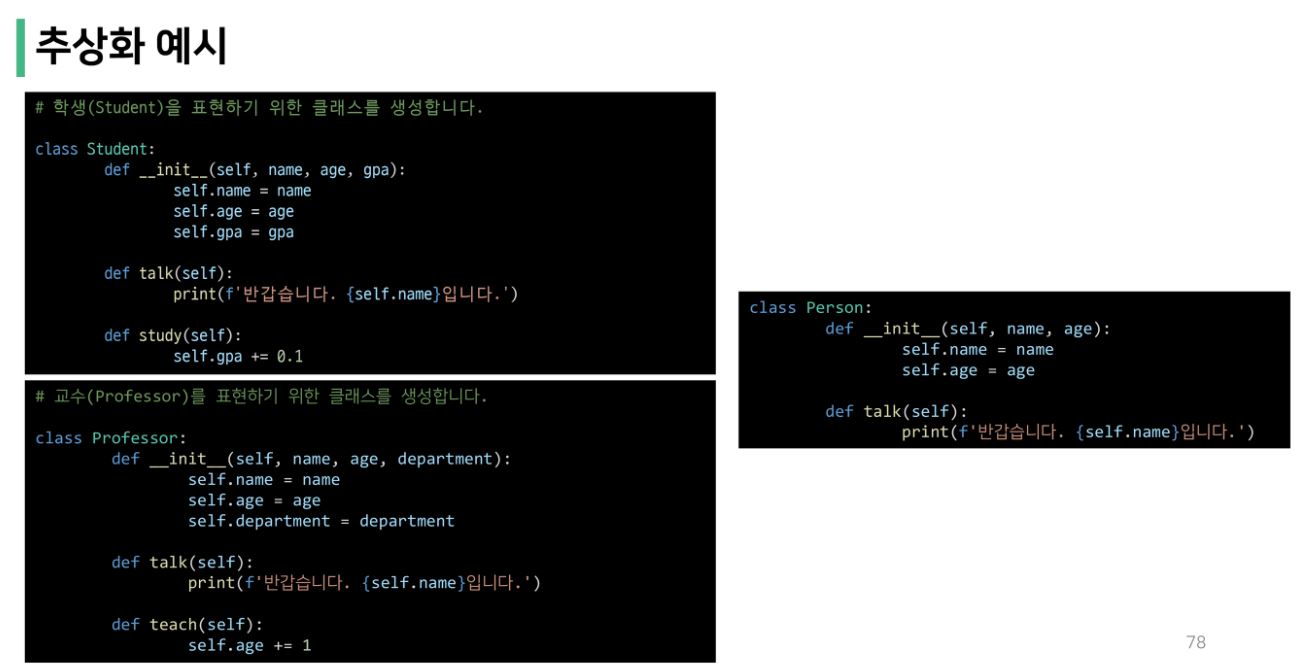 추상화 예시
# 학생(Student)을 표현하기 위한 클래스를 생성합니다.
class Student:
def __init__(self, name, age, gpa):
self.name = name
self.age = age
self.gpa = gpa
def talk(self):
print(f'반갑습니다. {self.name}입니다.')
def study(self):
self.gpa += 0.1
# 교수(Professor)를 표현하기 위한 클래스를 생성합니다.
class Professor:
def __init__(self, name, age, department):
self.name = name
self.age = age
self.department = department
def talk(self):
print(f'반갑습니다. {self.name}입니다.')
def teach(self):
self.age += 1
class Person:
def __init__(self, name, age):
self.name = name
self.age = age
def talk(self):
print(f'반갑습니다. {self.name}입니다.')
78